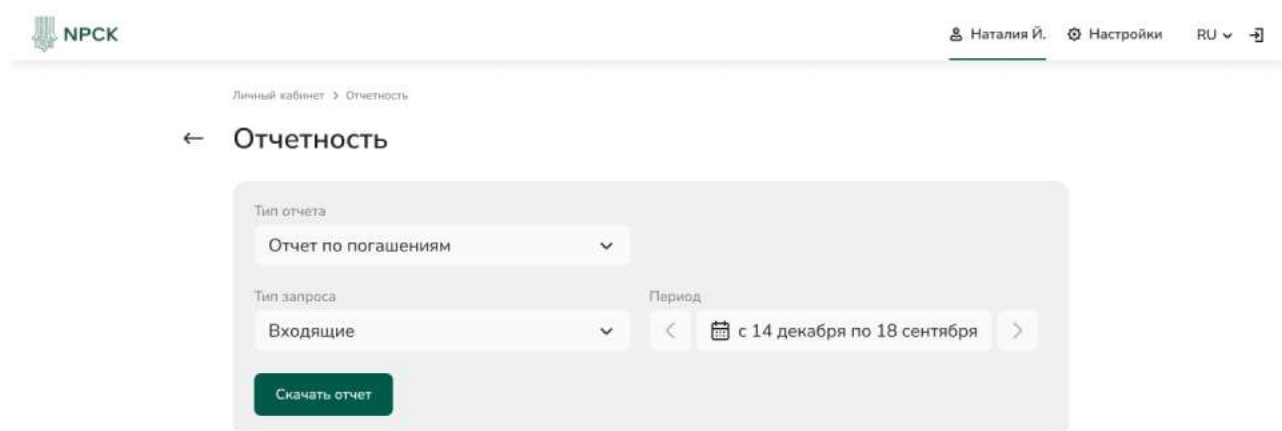 NPCK
Наталия Й.
Настройки
RU
Личный кабинет > Отчетность
← Отчетность
Тип отчета
Отчет по погашениям
Тип запроса
Входящие
Период
с 14 декабря по 18 сентября
Скачать отчет